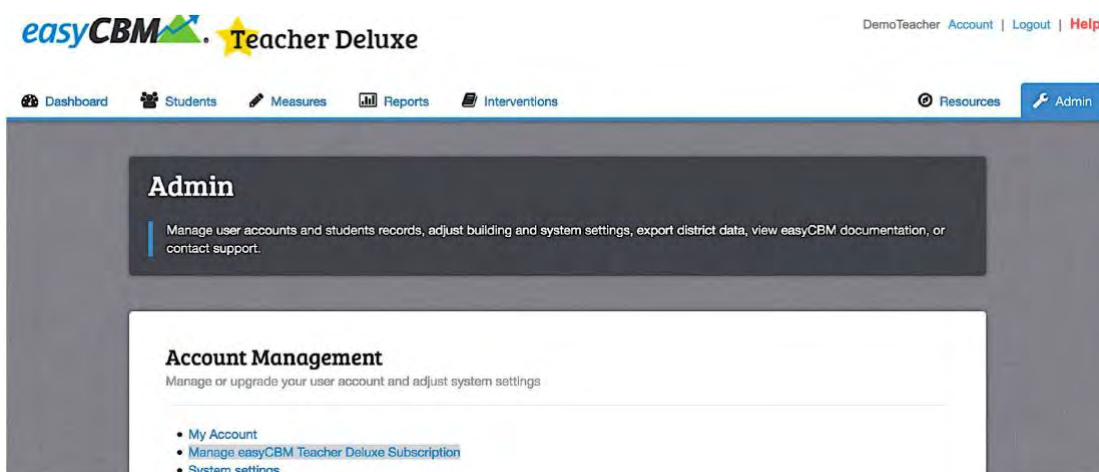 easyCBM. Teacher Deluxe
DemoTeacher Account | Logout | Help
Dashboard Students Measures Reports Interventions Resources Admin
Admin
Manage user accounts and students records, adjust building and system settings, export district data, view easyCBM documentation, or
contact support.
Account Management
Manage or upgrade your user account and adjust system settings
• My Account
• Manage easyCBM Teacher Deluxe Subscription
• System settings